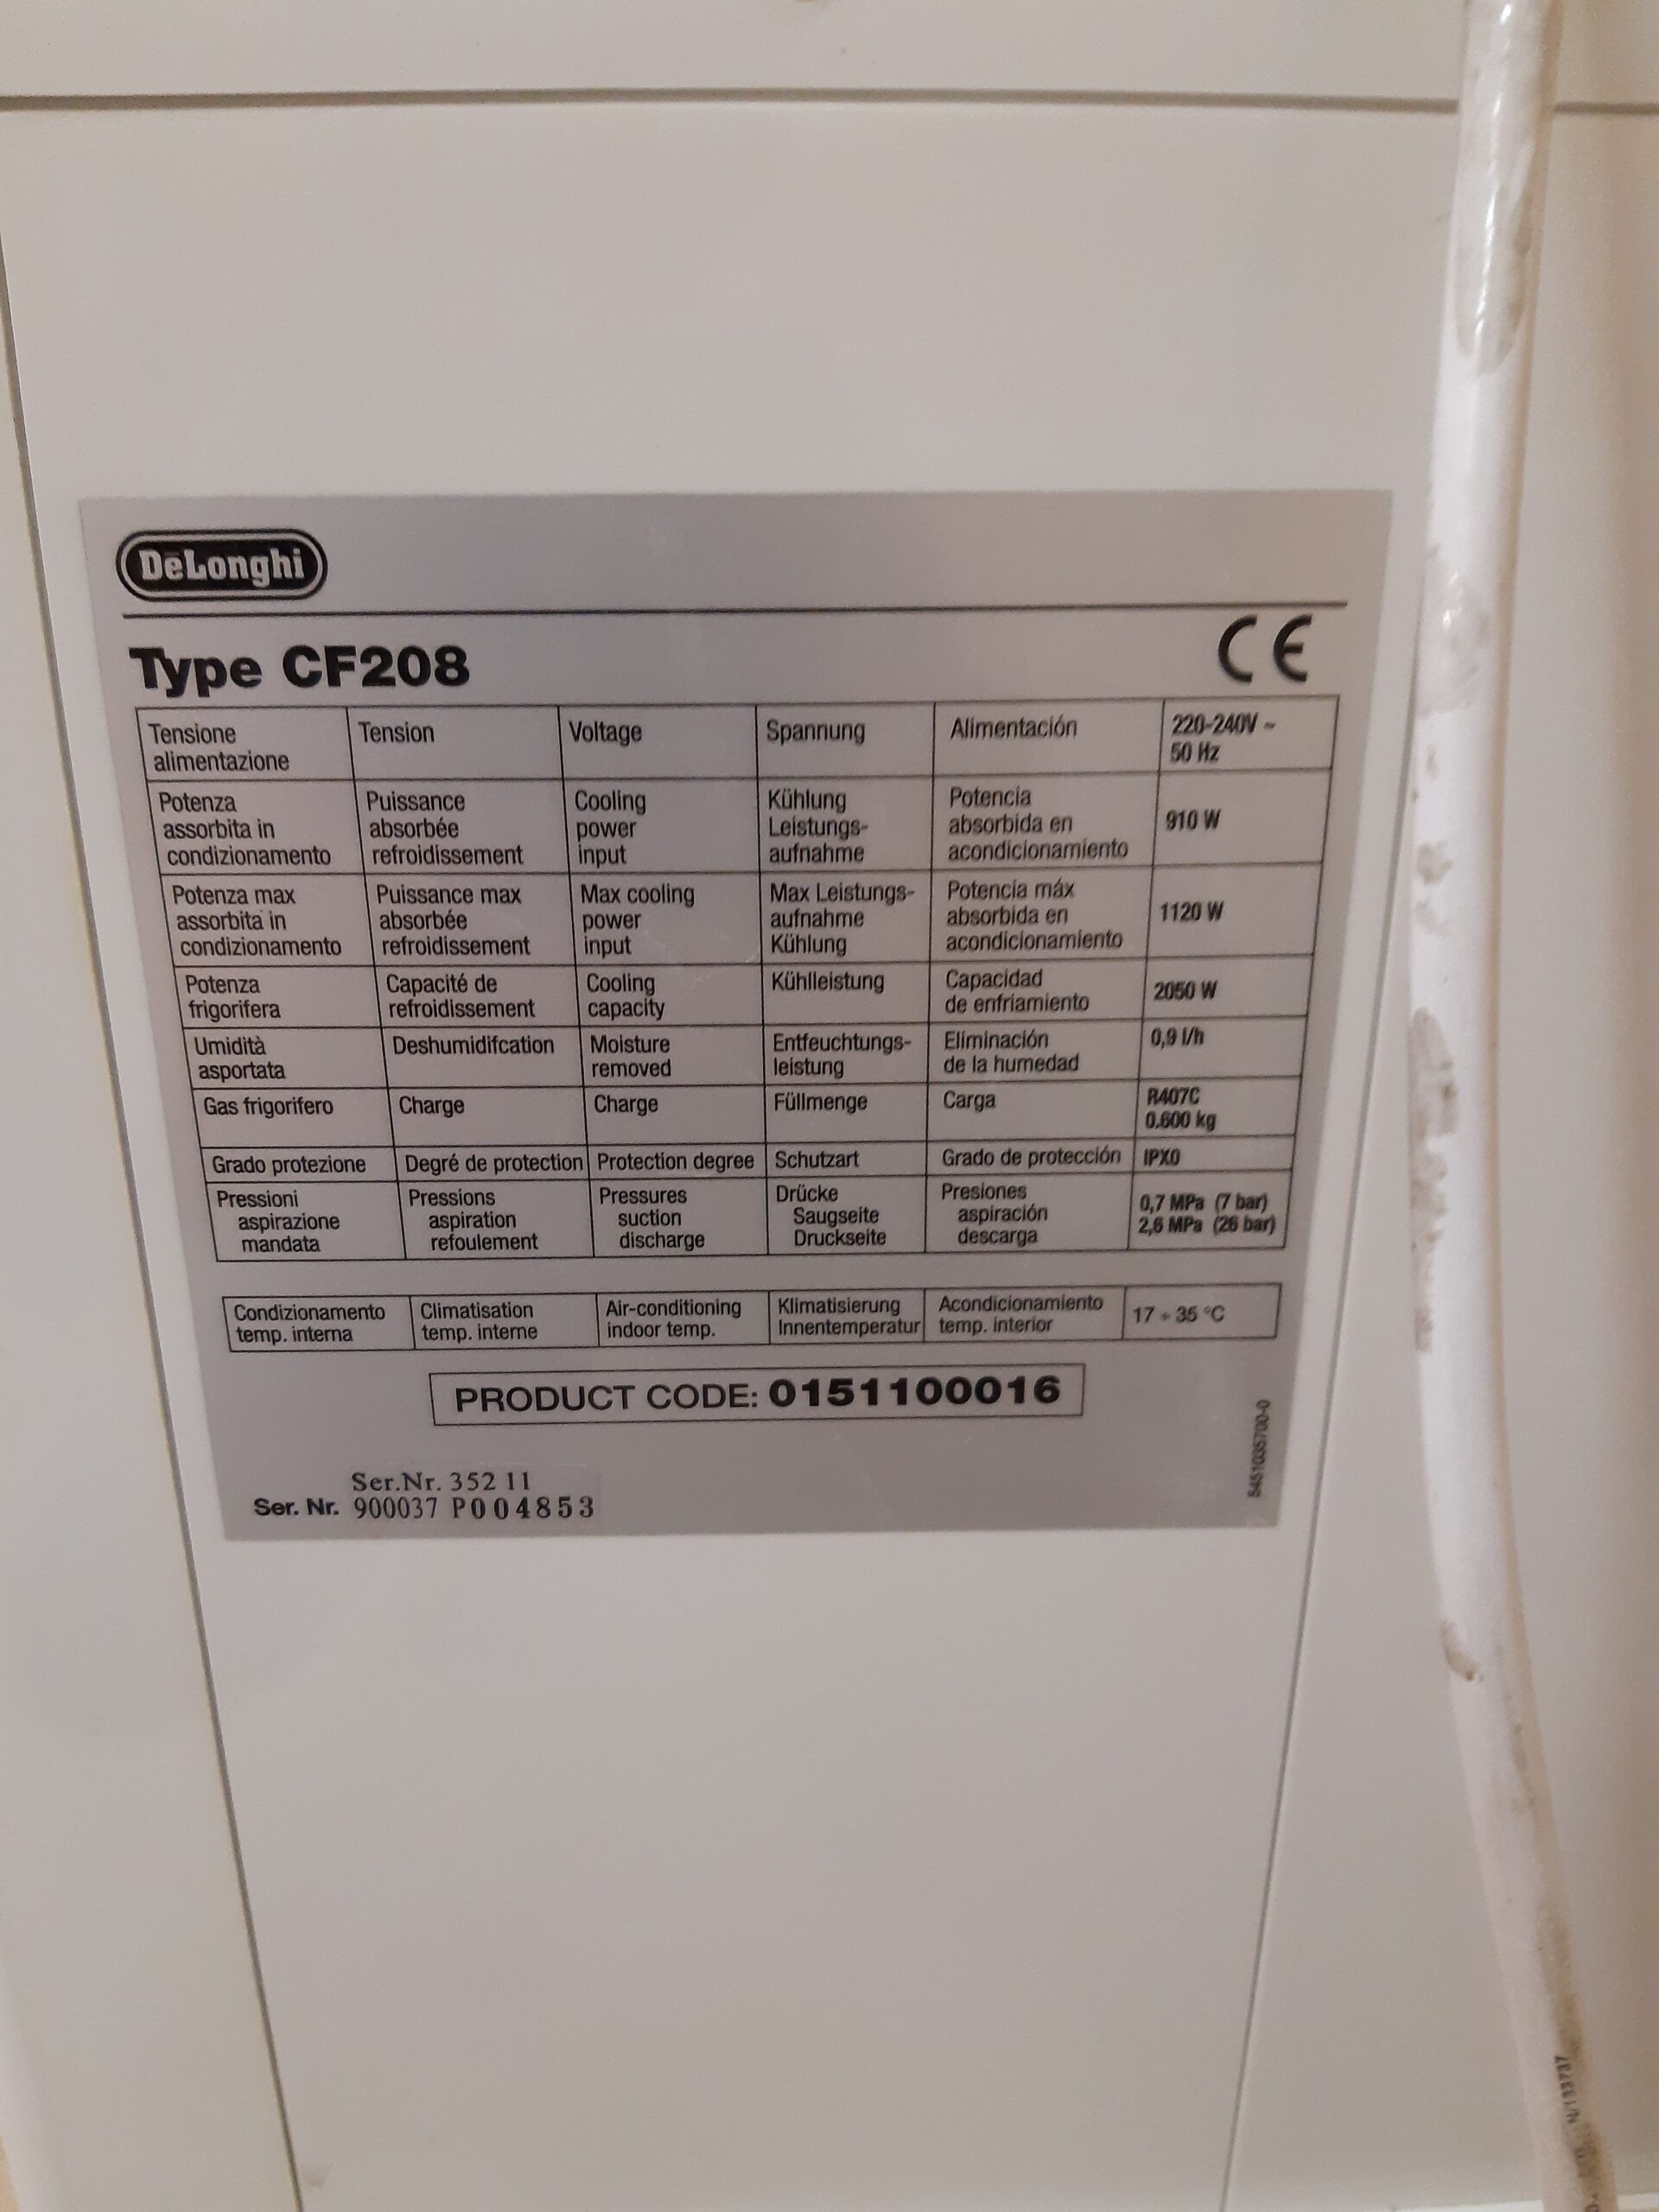 DeLonghi
Type CF208
CE
Tensione alimentazione | Tension | Voltage | Spannung | Alimentación | 220-240V ~ 50 Hz
Potenza assorbita in condizionamento | Puissance absorbée refroidissement | Cooling power input | Kühlung Leistungs-aufnahme | Potencia absorbida en acondicionamiento | 910 W
Potenza max assorbita in condizionamento | Puissance max absorbée refroidissement | Max cooling power input | Max Leistungs-aufnahme Kühlung | Potencia máx absorbida en acondicionamiento | 1120 W
Potenza frigorifera | Capacité de refroidissement | Cooling capacity | Kühlleistung | Capacidad de enfriamiento | 2050 W
Umidità asportata | Deshumidifcation | Moisture removed | Entfeuchtungs-leistung | Eliminación de la humedad | 0,9 l/h
Gas frigorifero | Charge | Charge | Füllmenge | Carga | R407C 0.600 kg
Grado protezione | Degré de protection | Protection degree | Schutzart | Grado de protección | IPX0
Pressioni aspirazione mandata | Pressions aspiration refoulement | Pressures suction discharge | Drücke Saugseite Druckseite | Presiones aspiración descarga | 0,7 MPa (7 bar) 2,6 MPa (26 bar)
Condizionamento temp. interna | Climatisation temp. interne | Air-conditioning indoor temp. | Klimatisierung Innentemperatur | Acondicionamiento temp. interior | 17 ÷ 35 °C
PRODUCT CODE: 0151100016
Ser.Nr. 352 11
Ser. Nr. 900037 P004853
5451035700-0